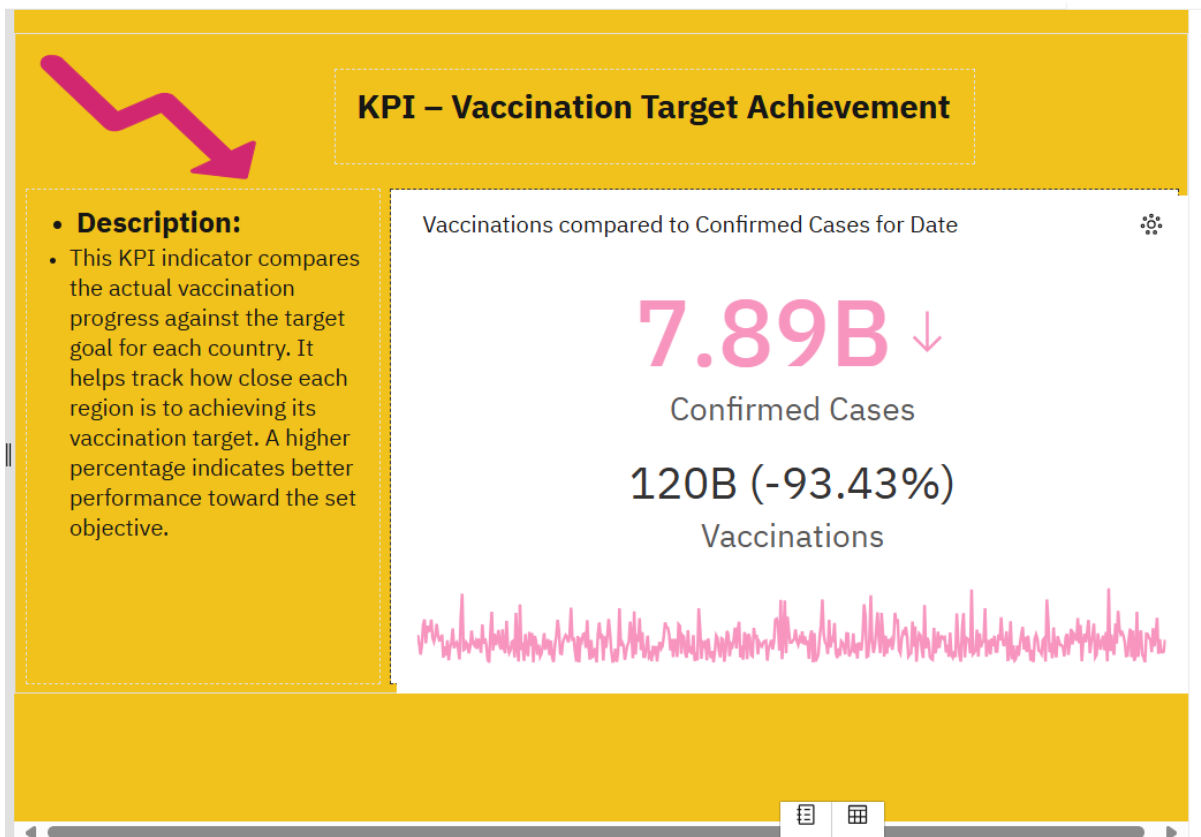 KPI – Vaccination Target Achievement
• Description:
• This KPI indicator compares
the actual vaccination
progress against the target
goal for each country. It
helps track how close each
region is to achieving its
vaccination target. A higher
percentage indicates better
performance toward the set
objective.
Vaccinations compared to Confirmed Cases for Date
7.89B ↓
Confirmed Cases
120B (-93.43%)
Vaccinations